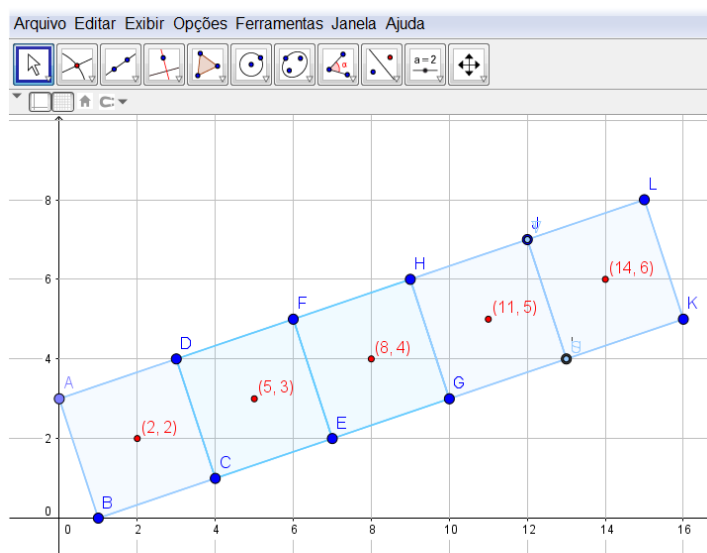 Arquivo Editar Exibir Opções Ferramentas Janela Ajuda
a=2
α
8
6
4
2
0
0 2 4 6 8 10 12 14 16
L
J
H
(14, 6)
K
F
(11, 5)
D
(8, 4)
A
(5, 3)
G
(2, 2)
E
C
B